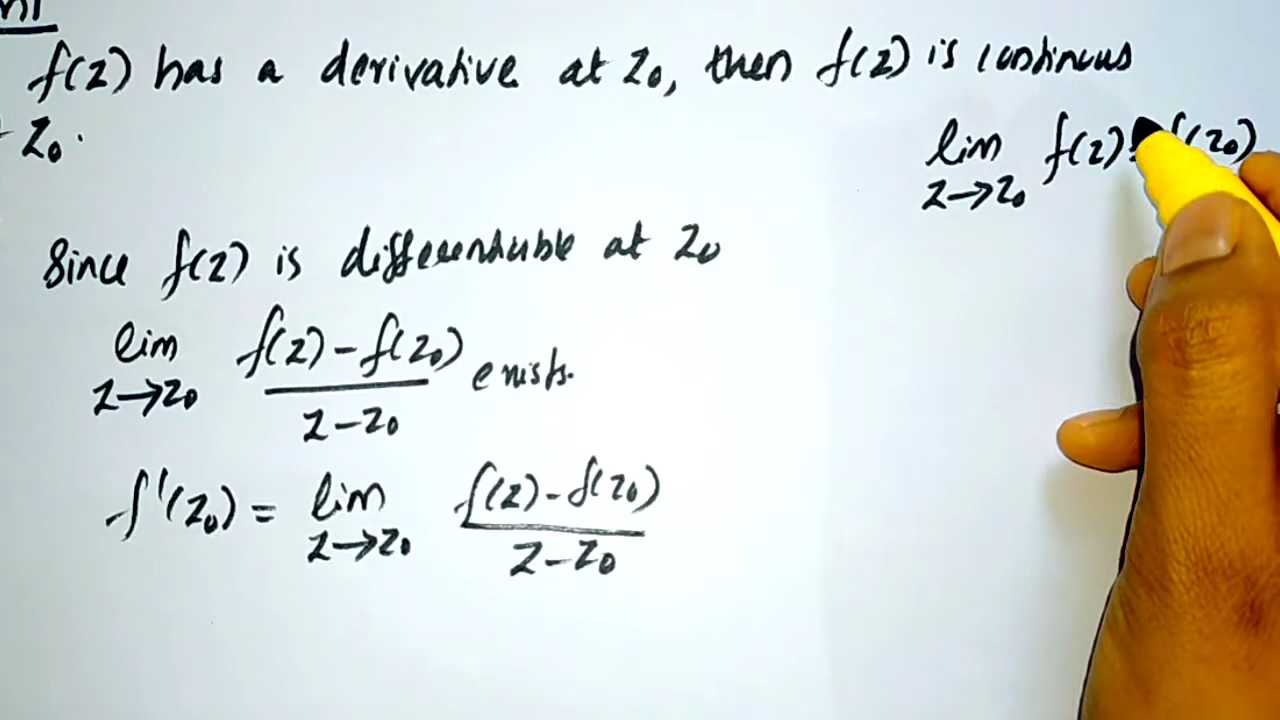 f(z) has a derivative at z₀, then f(z) is continuous
z₀.
lim f(z) f(z₀)
z→z₀
Since f(z) is differentiable at z₀
lim f(z)-f(z₀) exists.
z→z₀ z-z₀
f'(z₀) = lim f(z)-f(z₀)
z→z₀ z-z₀